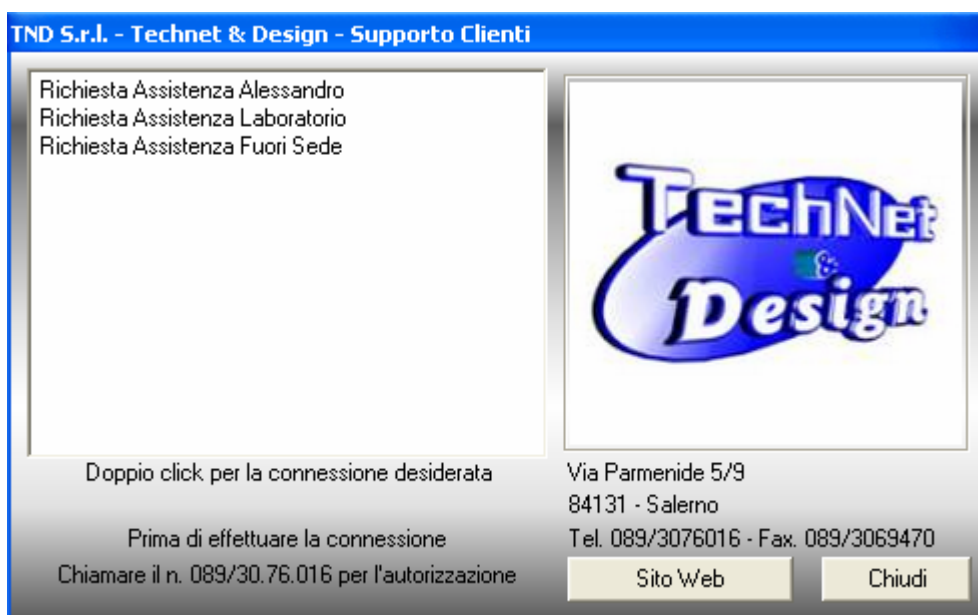 TND S.r.l. - Technet & Design - Supporto Clienti
Richiesta Assistenza Alessandro
Richiesta Assistenza Laboratorio
Richiesta Assistenza Fuori Sede
TechNet
&
Design
Doppio click per la connessione desiderata
Prima di effettuare la connessione
Chiamare il n. 089/30.76.016 per l'autorizzazione
Via Parmenide 5/9
84131 - Salerno
Tel. 089/3076016 - Fax. 089/3069470
Sito Web
Chiudi